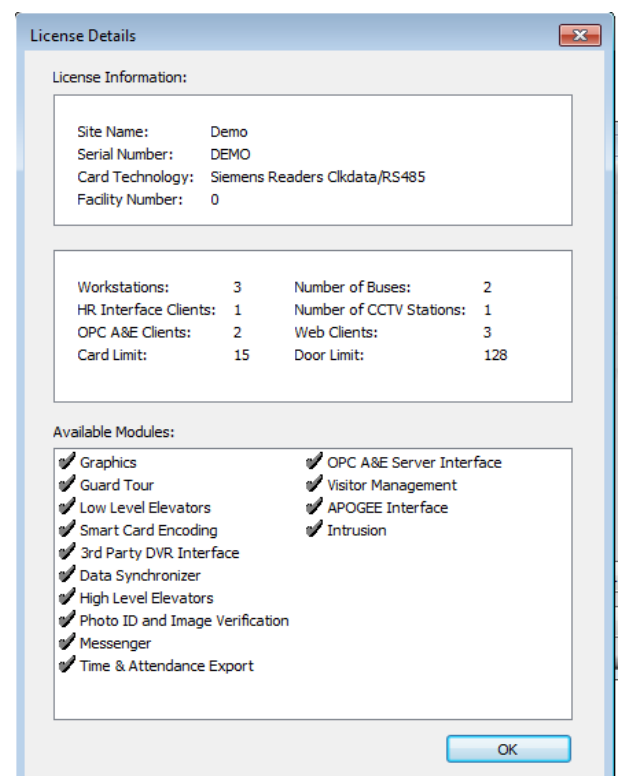 License Details
License Information:
Site Name: Demo
Serial Number: DEMO
Card Technology: Siemens Readers Clkdata/RS485
Facility Number: 0
Workstations: 3 Number of Buses: 2
HR Interface Clients: 1 Number of CCTV Stations: 1
OPC A&E Clients: 2 Web Clients: 3
Card Limit: 15 Door Limit: 128
Available Modules:
Graphics OPC A&E Server Interface
Guard Tour Visitor Management
Low Level Elevators APOGEE Interface
Smart Card Encoding Intrusion
3rd Party DVR Interface
Data Synchronizer
High Level Elevators
Photo ID and Image Verification
Messenger
Time & Attendance Export
OK